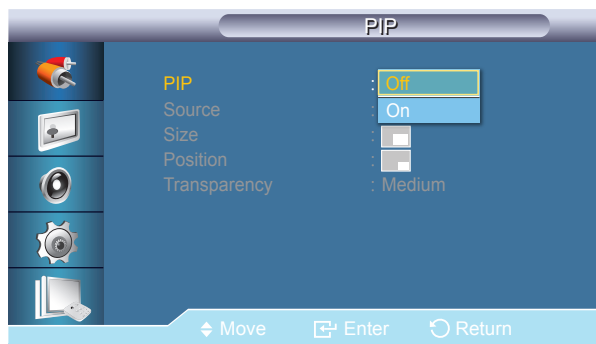 PIP
PIP : Off
Source : On
Size :
Position :
Transparency : Medium
Move Enter Return